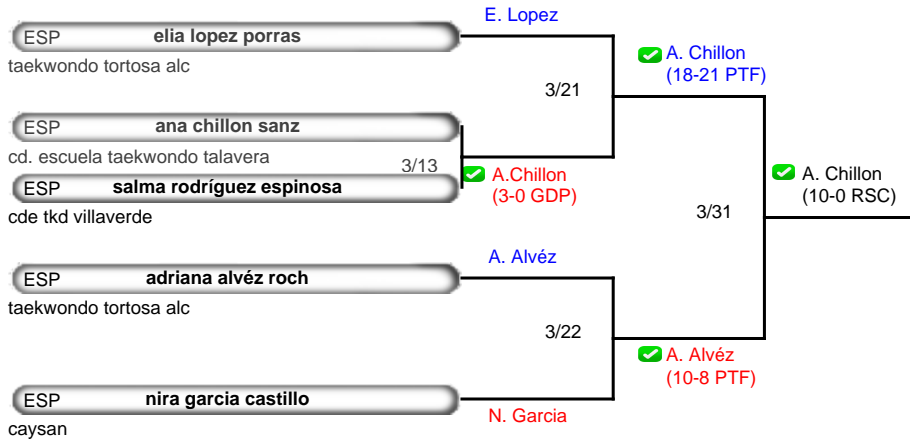 E. Lopez
ESP elia lopez porras
taekwondo tortosa alc
A. Chillon
(18-21 PTF)
3/21
ESP ana chillon sanz
cd. escuela taekwondo talavera
3/13
A.Chillon
(3-0 GDP)
ESP salma rodríguez espinosa
cde tkd villaverde
A. Chillon
(10-0 RSC)
3/31
A. Alvéz
ESP adriana alvéz roch
taekwondo tortosa alc
3/22
A. Alvéz
(10-8 PTF)
ESP nira garcia castillo
N. Garcia
caysan